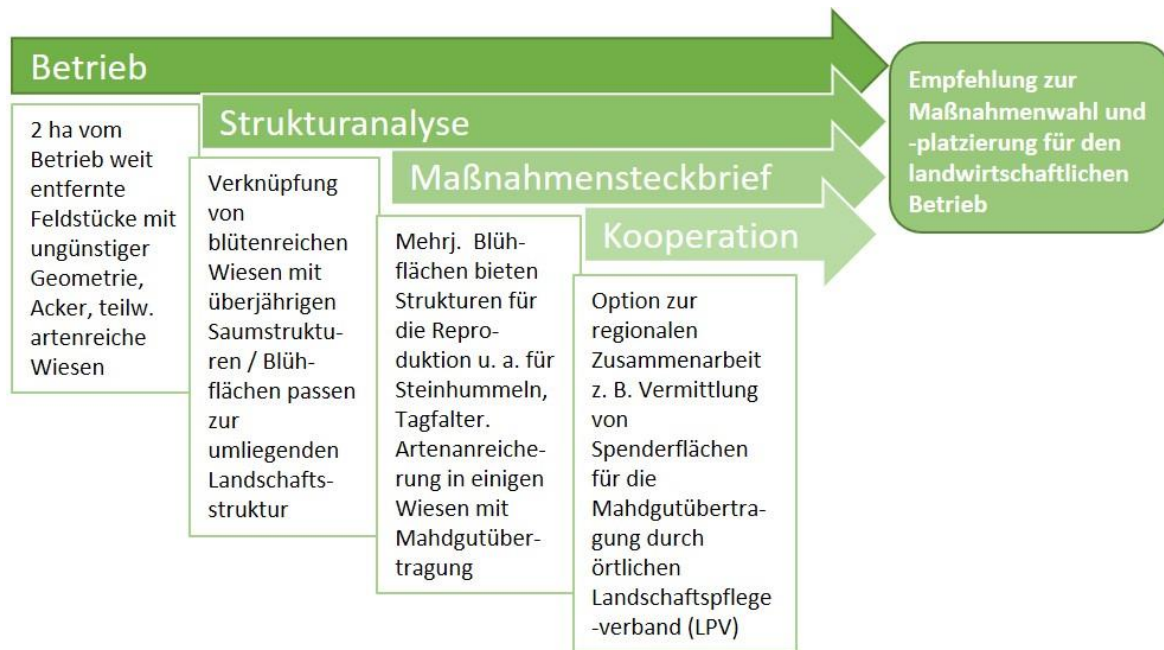 Betrieb
2 ha vom
Betrieb weit
entfernte
Feldstücke mit
ungünstiger
Geometrie,
Acker, teilw.
artenreiche
Wiesen
Strukturanalyse
Verknüpfung
von
blütenreichen
Wiesen mit
überjährigen
Saumstruktu-
ren / Blüh-
flächen passen
zur
umliegenden
Landschafts-
struktur
Maßnahmensteckbrief
Mehrj. Blüh-
flächen bieten
Strukturen für
die Repro-
duktion u. a. für
Steinhummeln,
Tagfalter.
Artenanreiche-
rung in einigen
Wiesen mit
Mahdgutüber-
tragung
Kooperation
Option zur
regionalen
Zusammenarbeit
z. B. Vermittlung
von
Spenderflächen
für die
Mahdgutübertra-
gung durch
örtlichen
Landschaftspflege
-verband (LPV)
Empfehlung zur
Maßnahmenwahl und
-platzierung für den
landwirtschaftlichen
Betrieb